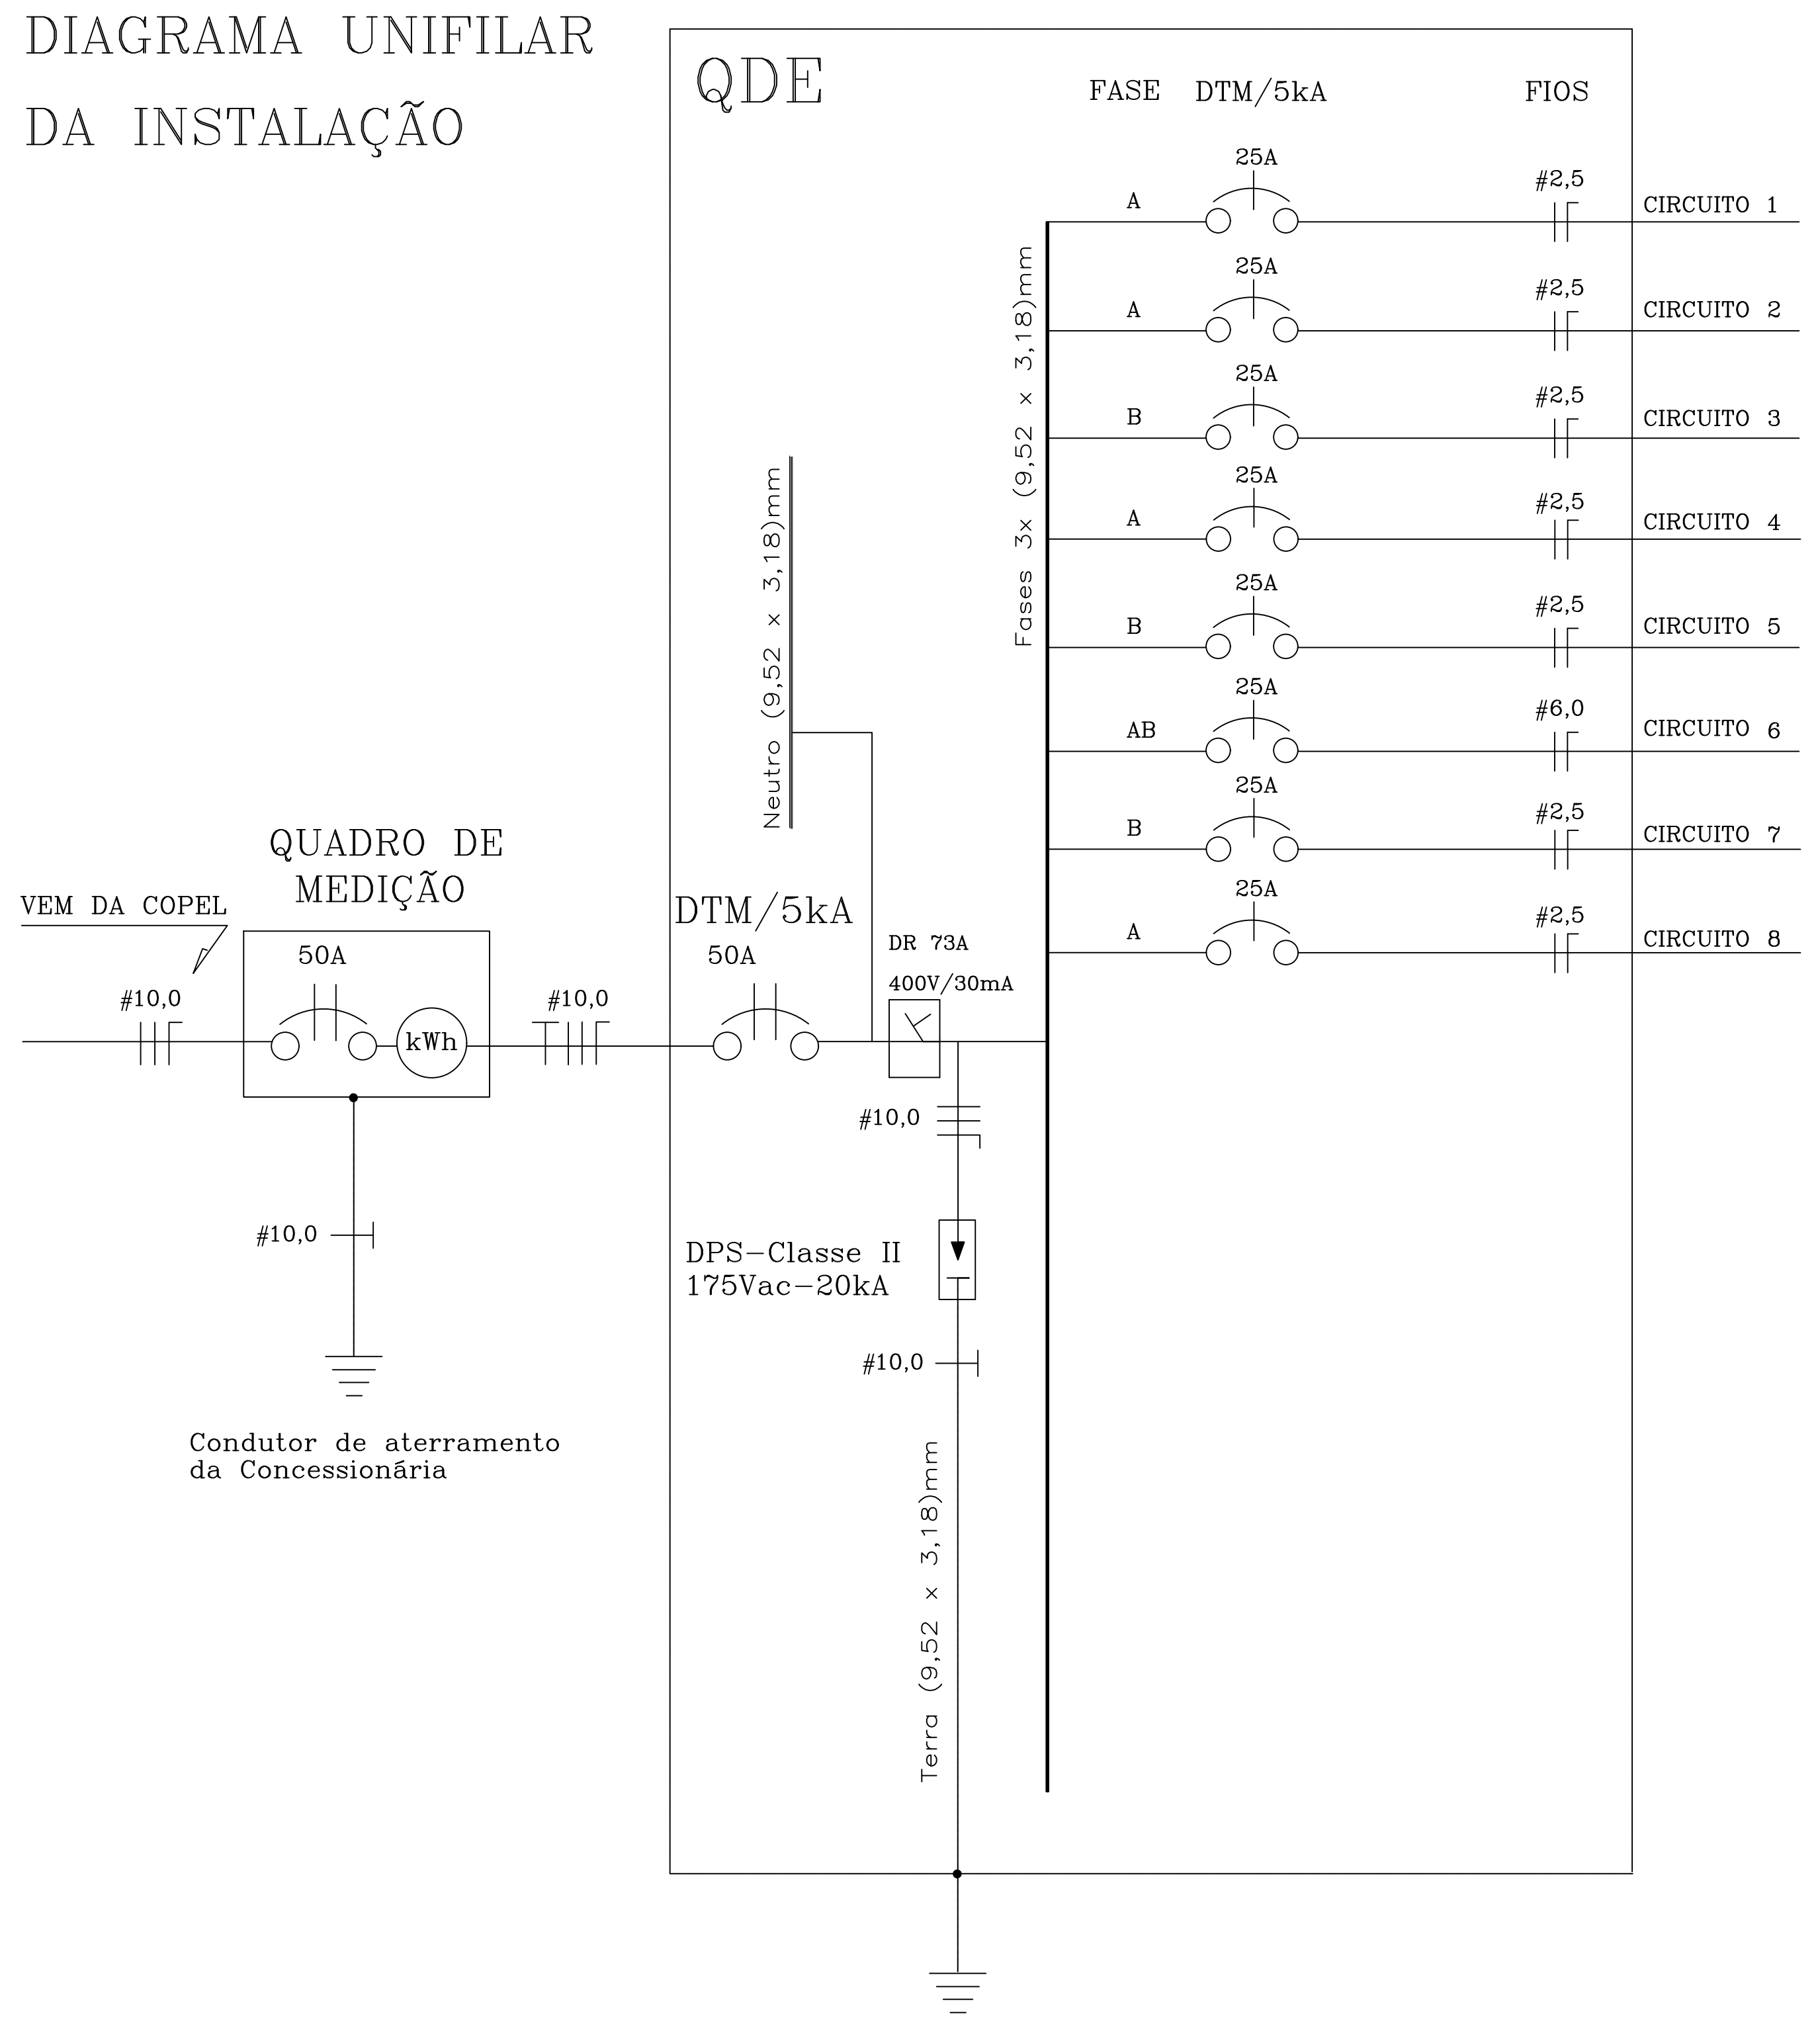 DIAGRAMA UNIFILAR
DA INSTALAÇÃO
QDE
FASE DTM/5kA FIOS
25A
A #2,5 CIRCUITO 1
25A
A #2,5 CIRCUITO 2
25A
B #2,5 CIRCUITO 3
25A
A #2,5 CIRCUITO 4
25A
B #2,5 CIRCUITO 5
25A
AB #6,0 CIRCUITO 6
25A
B #2,5 CIRCUITO 7
25A
A #2,5 CIRCUITO 8
Fases 3x (9,52 x 3,18)mm
Neutro (9,52 x 3,18)mm
QUADRO DE
MEDIÇÃO
VEM DA COPEL
#10,0
50A
kWh
#10,0
DTM/5kA
50A
DR 73A
400V/30mA
#10,0
#10,0
DPS-Classe II
175Vac-20kA
#10,0
Condutor de aterramento
da Concessionária
Terra (9,52 x 3,18)mm